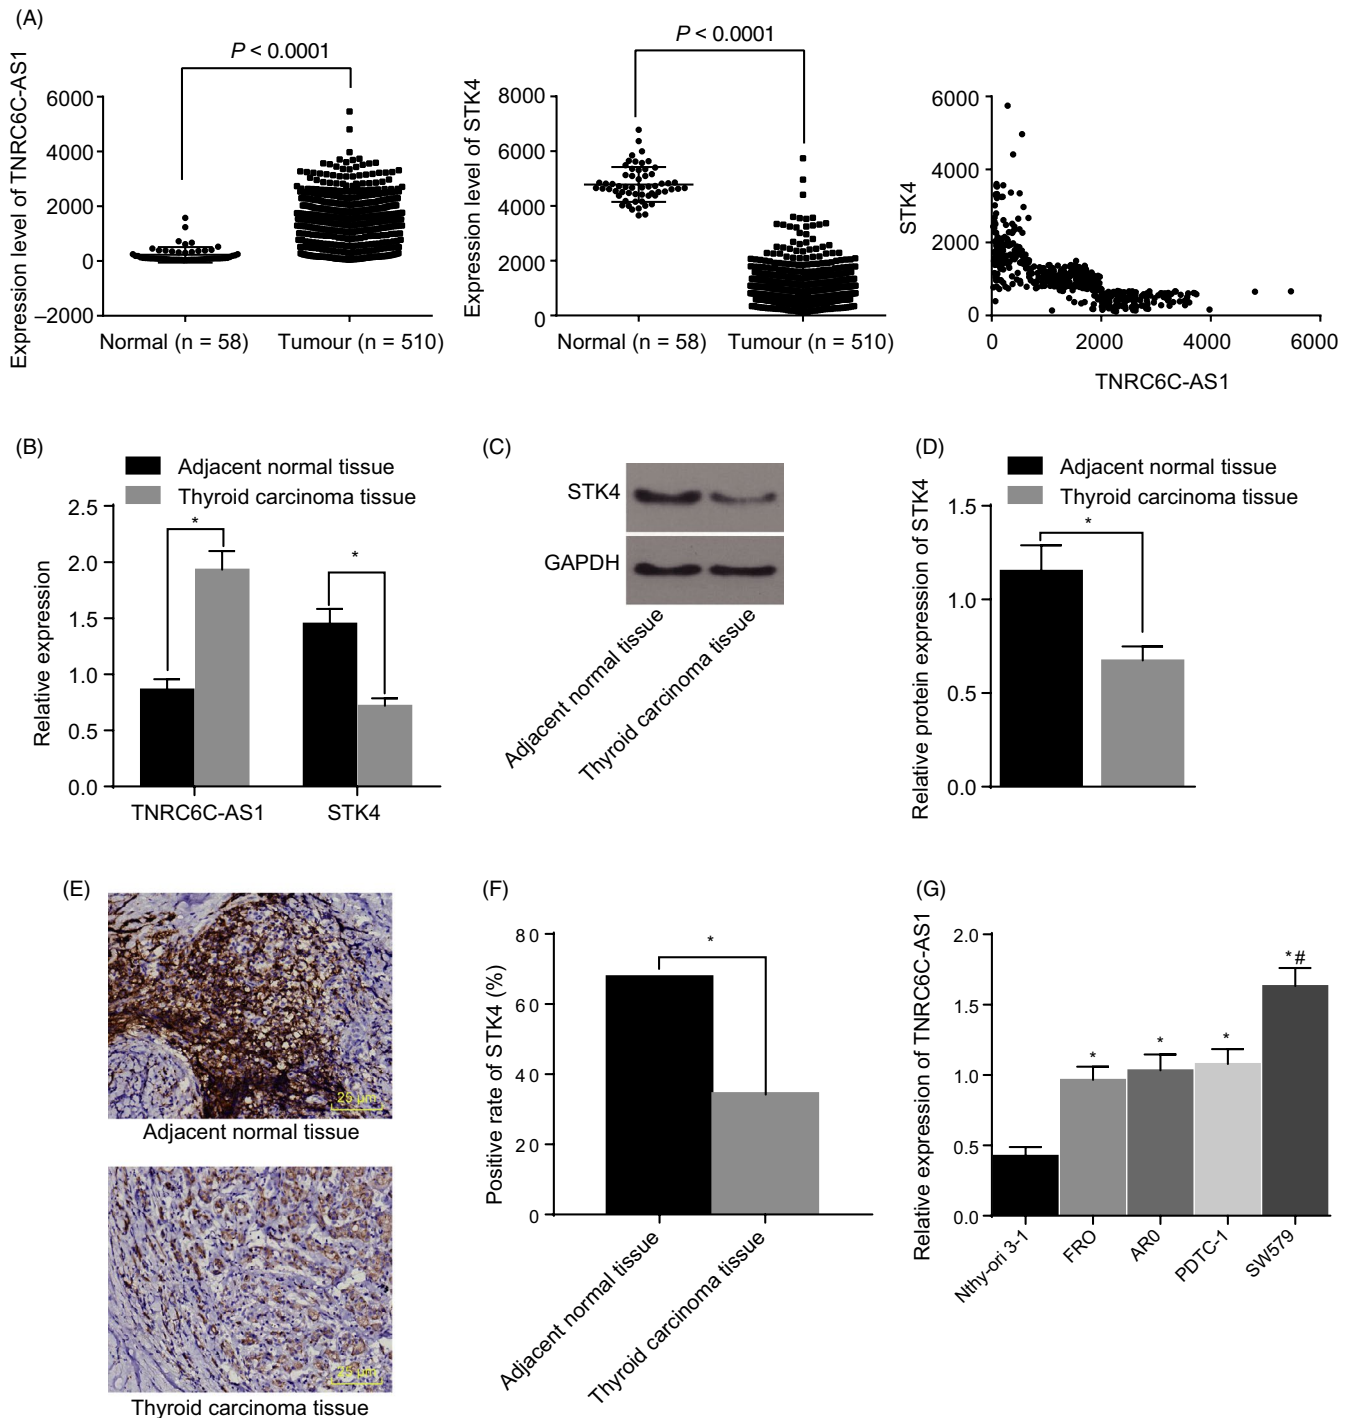 (A)
P < 0.0001
Expression level of TNRC6C-AS1
6000
4000
2000
0
–2000
Normal (n = 58)
Tumour (n = 510)
P < 0.0001
Expression level of STK4
8000
6000
4000
2000
0
Normal (n = 58)
Tumour (n = 510)
STK4
6000
4000
2000
0
0
2000
4000
6000
TNRC6C-AS1
(B)
Adjacent normal tissue
Thyroid carcinoma tissue
Relative expression
2.5
2.0
1.5
1.0
0.5
0.0
*
*
TNRC6C-AS1
STK4
(C)
STK4
GAPDH
Adjacent normal tissue
Thyroid carcinoma tissue
(D)
Adjacent normal tissue
Thyroid carcinoma tissue
Relative protein expression of STK4
1.5
1.0
0.5
0.0
*
(E)
25 μm
Adjacent normal tissue
25 μm
Thyroid carcinoma tissue
(F)
Positive rate of STK4 (%)
80
60
40
20
0
*
Adjacent normal tissue
Thyroid carcinoma tissue
(G)
Relative expression of TNRC6C-AS1
2.0
1.5
1.0
0.5
0.0
*
*
*
*#
Nthy-ori 3-1
FRO
AR0
PDTC-1
SW579